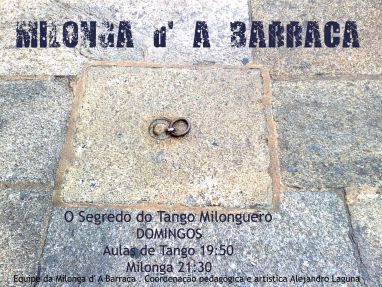 MILONGA d' A BARRACA
O Segredo do Tango Milonguero
DOMINGOS
Aulas de Tango 19:50
Milonga 21:30
Equipe da Milonga d' A Barraca . Coordenação pedagógica e artística Alejandro Laguna